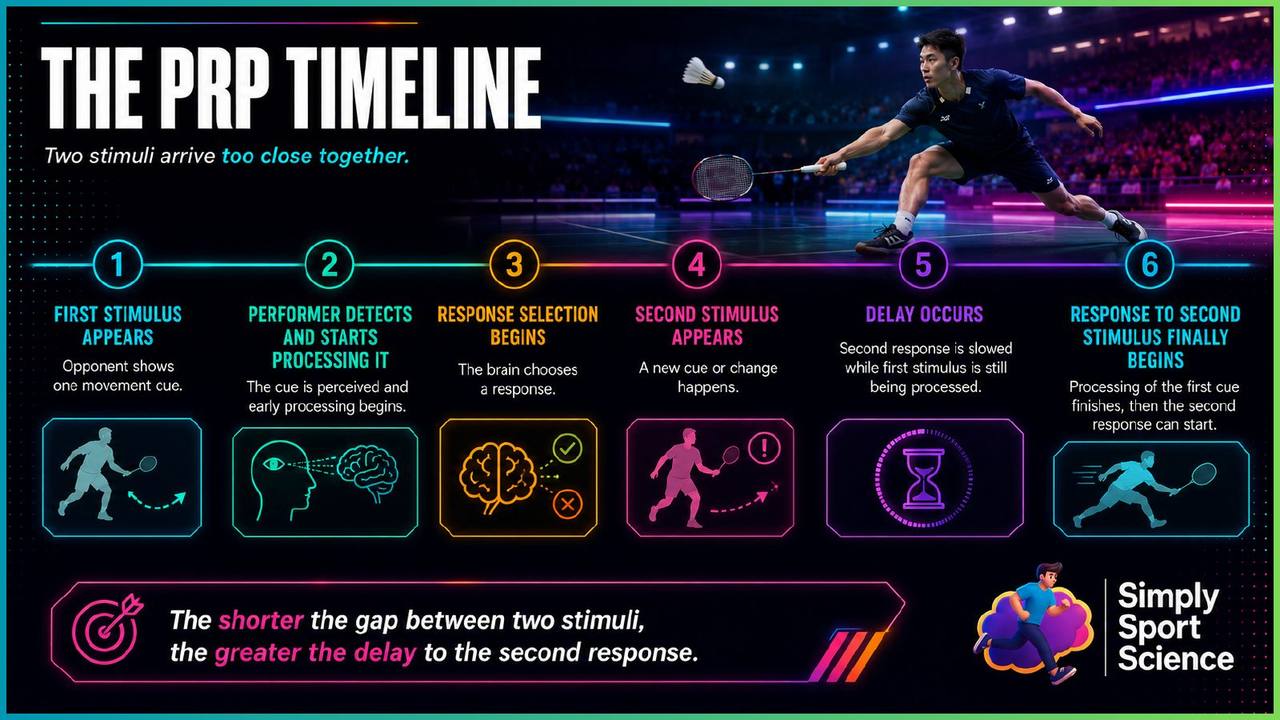 THE PRP TIMELINE
Two stimuli arrive too close together.
1
FIRST STIMULUS
APPEARS
Opponent shows
one movement cue.
2
PERFORMER DETECTS
AND STARTS
PROCESSING IT
The cue is perceived and
early processing begins.
3
RESPONSE SELECTION
BEGINS
The brain chooses
a response.
4
SECOND STIMULUS
APPEARS
A new cue or change
happens.
5
DELAY OCCURS
Second response is slowed
while first stimulus is still
being processed.
6
RESPONSE TO SECOND
STIMULUS FINALLY
BEGINS
Processing of the first cue
finishes, then the second
response can start.
The shorter the gap between two stimuli,
the greater the delay to the second response.
Simply
Sport
Science